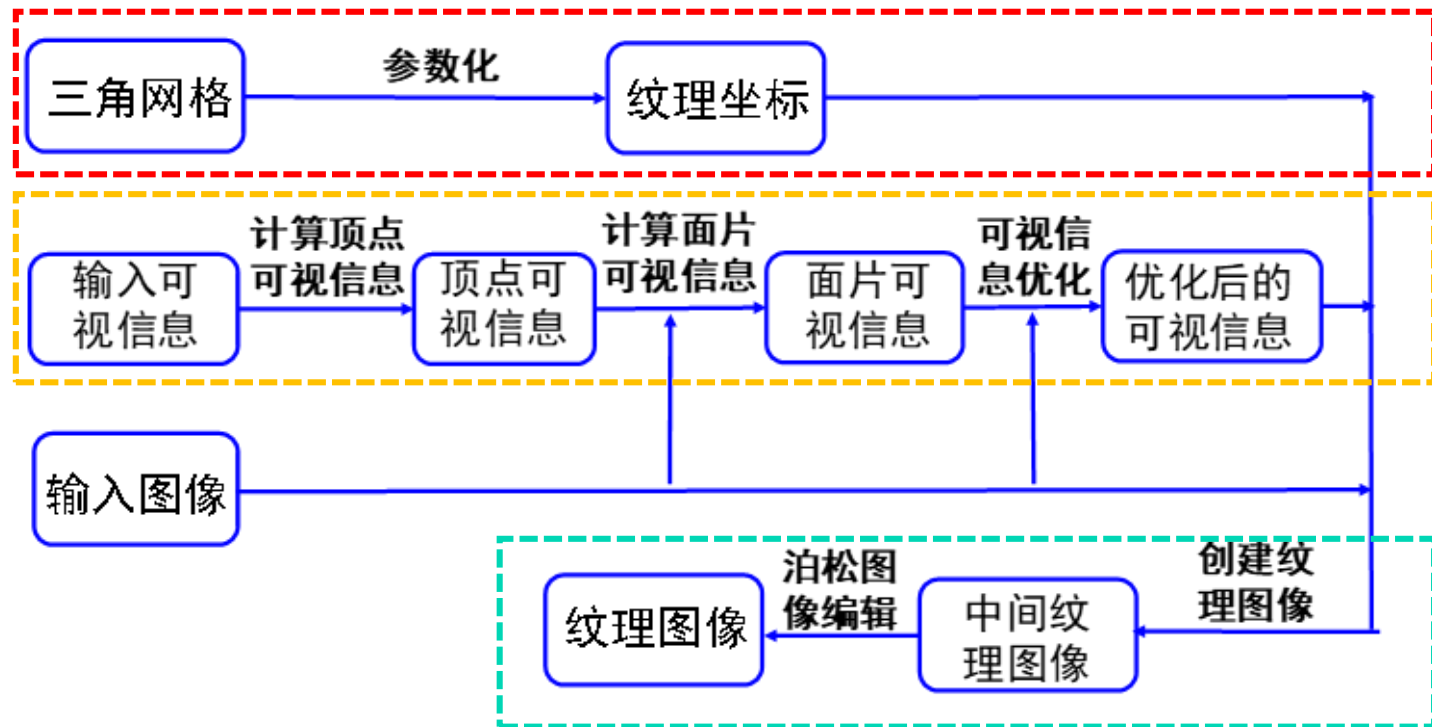 三角网格
参数化
纹理坐标
输入可
视信息
计算顶点
可视信息
顶点可
视信息
计算面片
可视信息
面片可
视信息
可视信
息优化
优化后的
可视信息
输入图像
纹理图像
泊松图
像编辑
中间纹
理图像
创建纹
理图像